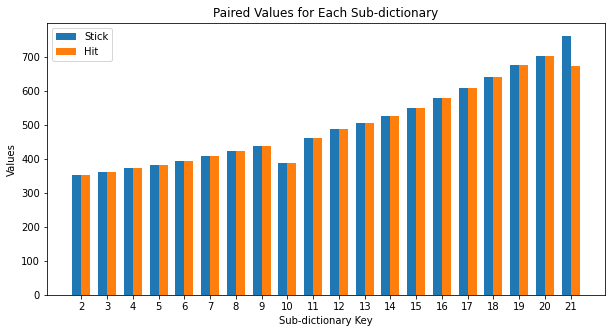 Paired Values for Each Sub-dictionary
Stick
Hit
Values
700
600
500
400
300
200
100
0
2 3 4 5 6 7 8 9 10 11 12 13 14 15 16 17 18 19 20 21
Sub-dictionary Key